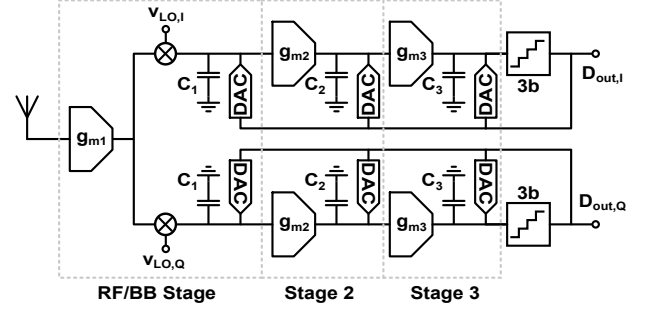 v_LO,I
g_m2
g_m3
C_1
DAC
C_2
DAC
C_3
DAC
3b
D_out,I
g_m1
C_1
DAC
C_2
DAC
C_3
DAC
3b
D_out,Q
g_m2
g_m3
v_LO,Q
RF/BB Stage
Stage 2
Stage 3